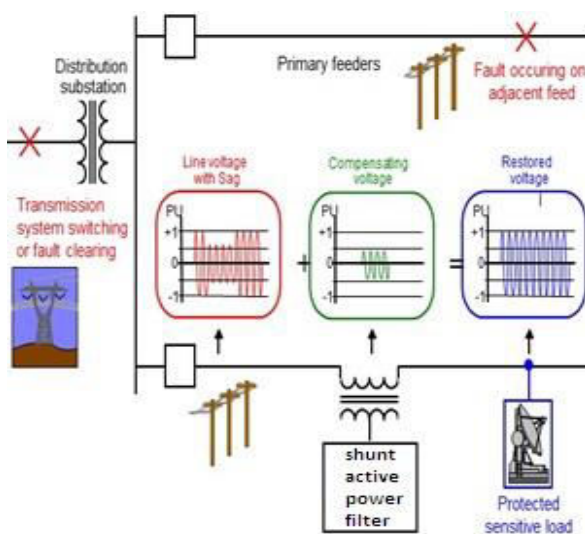 Distribution
substation
Primary feeders
Fault occuring on
adjacent feed
Transmission
system switching
or fault clearing
Line voltage
with Sag
PU
+1
0
-1
+
Compensating
voltage
PU
+1
0
-1
=
Restored
voltage
PU
+1
0
-1
shunt
active
power
filter
Protected
sensitive load